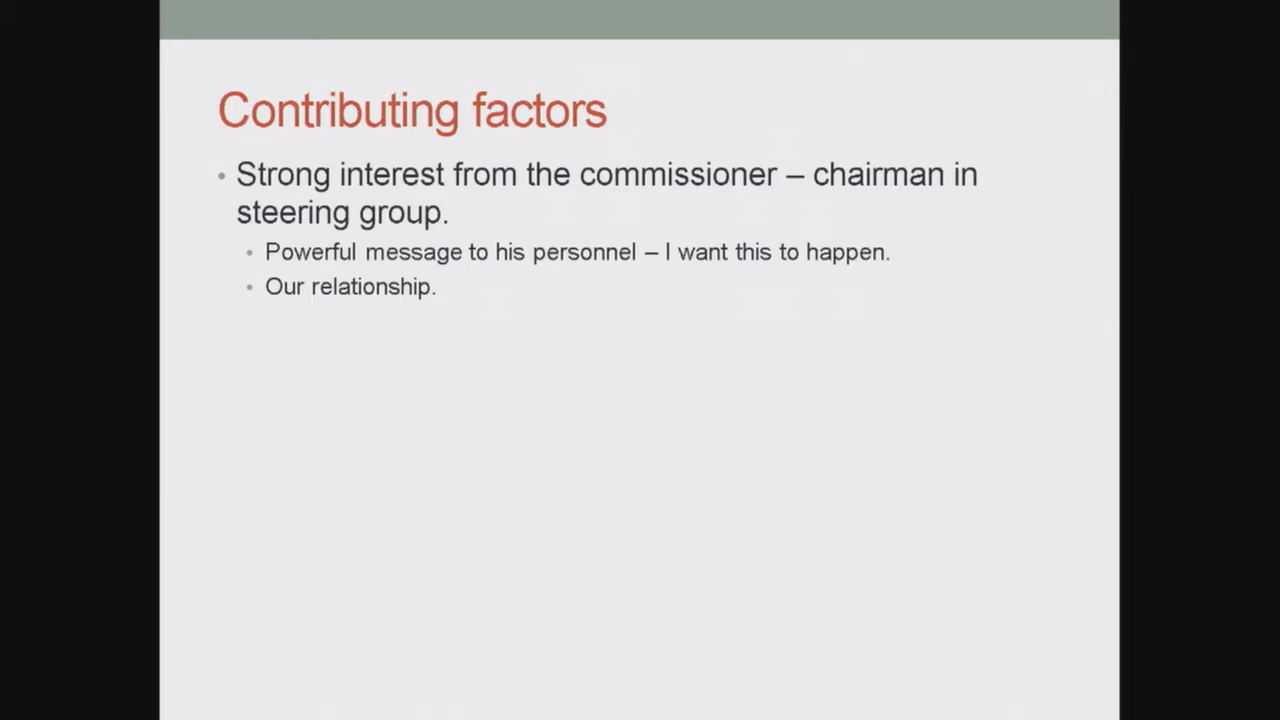 Contributing factors
• Strong interest from the commissioner – chairman in
steering group.
• Powerful message to his personnel – I want this to happen.
• Our relationship.